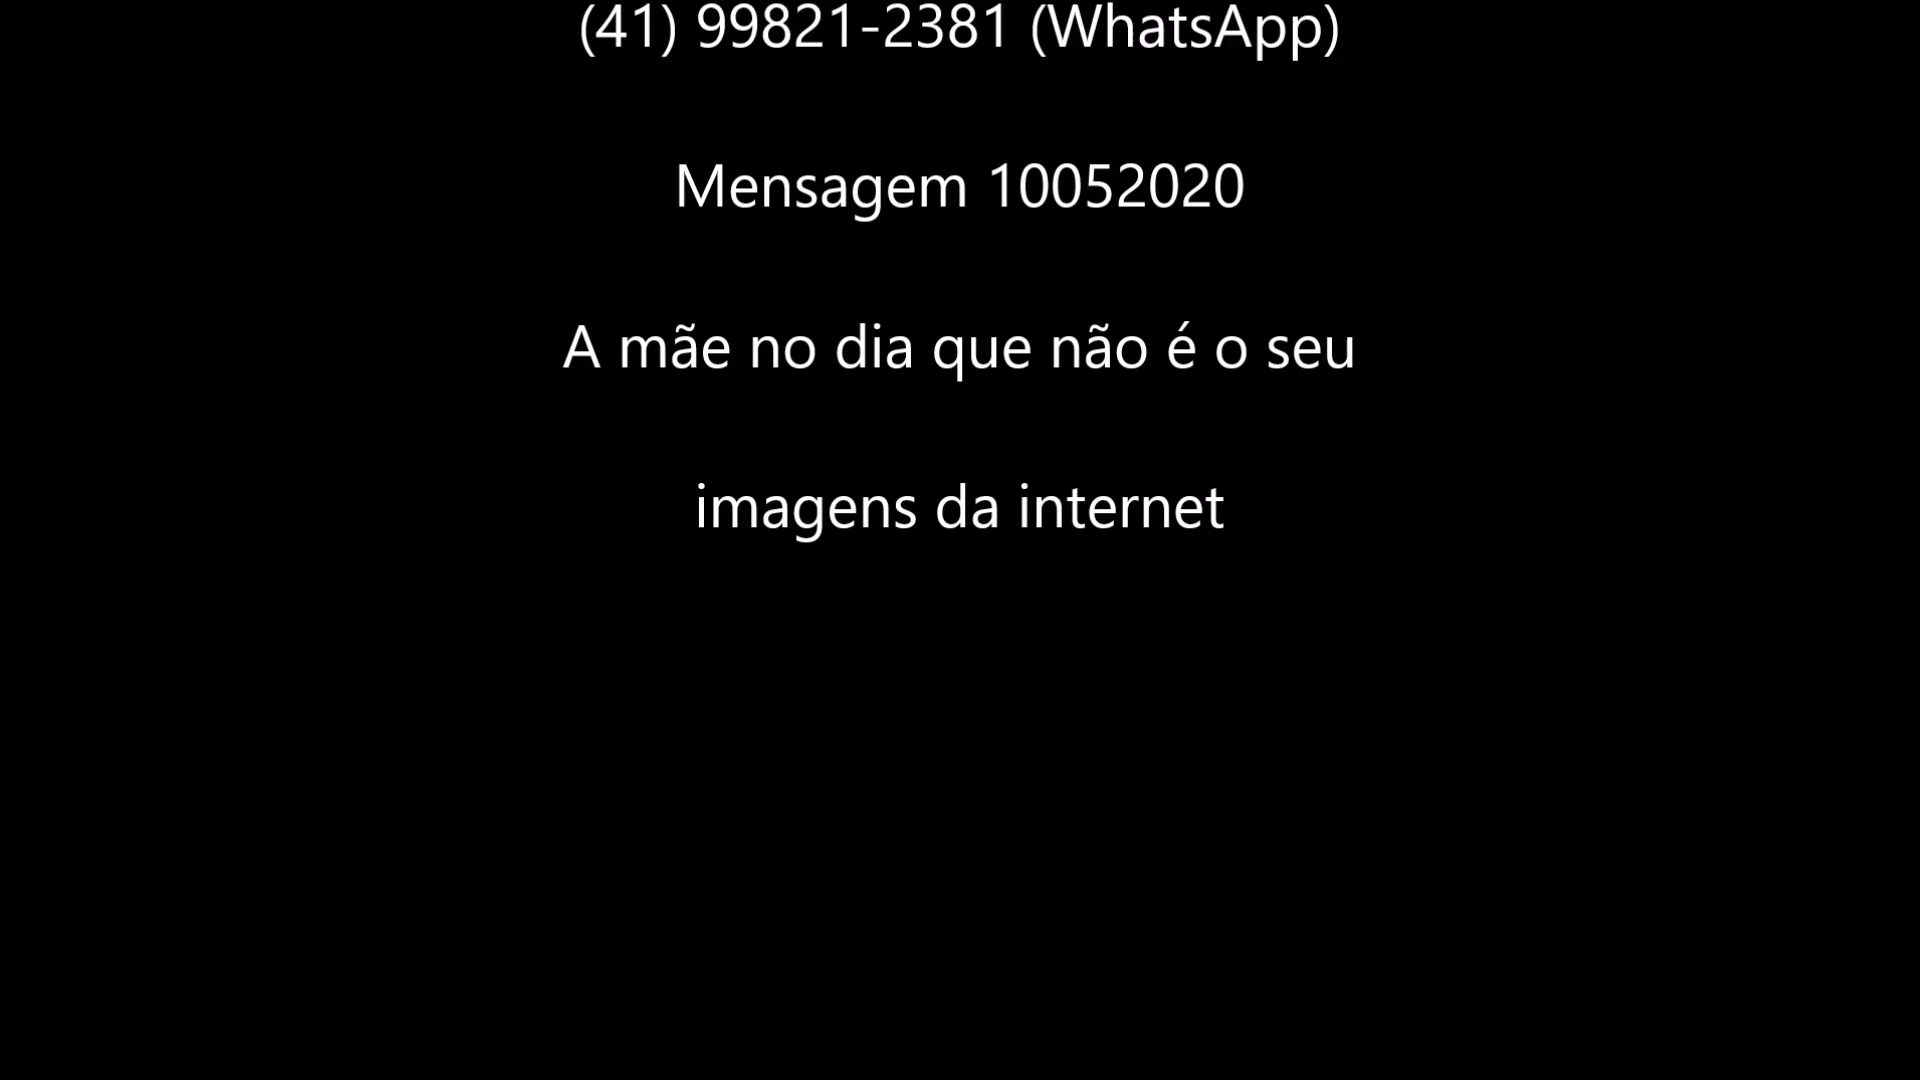 (41) 99821-2381 (WhatsApp)
Mensagem 10052020
A mãe no dia que não é o seu
imagens da internet